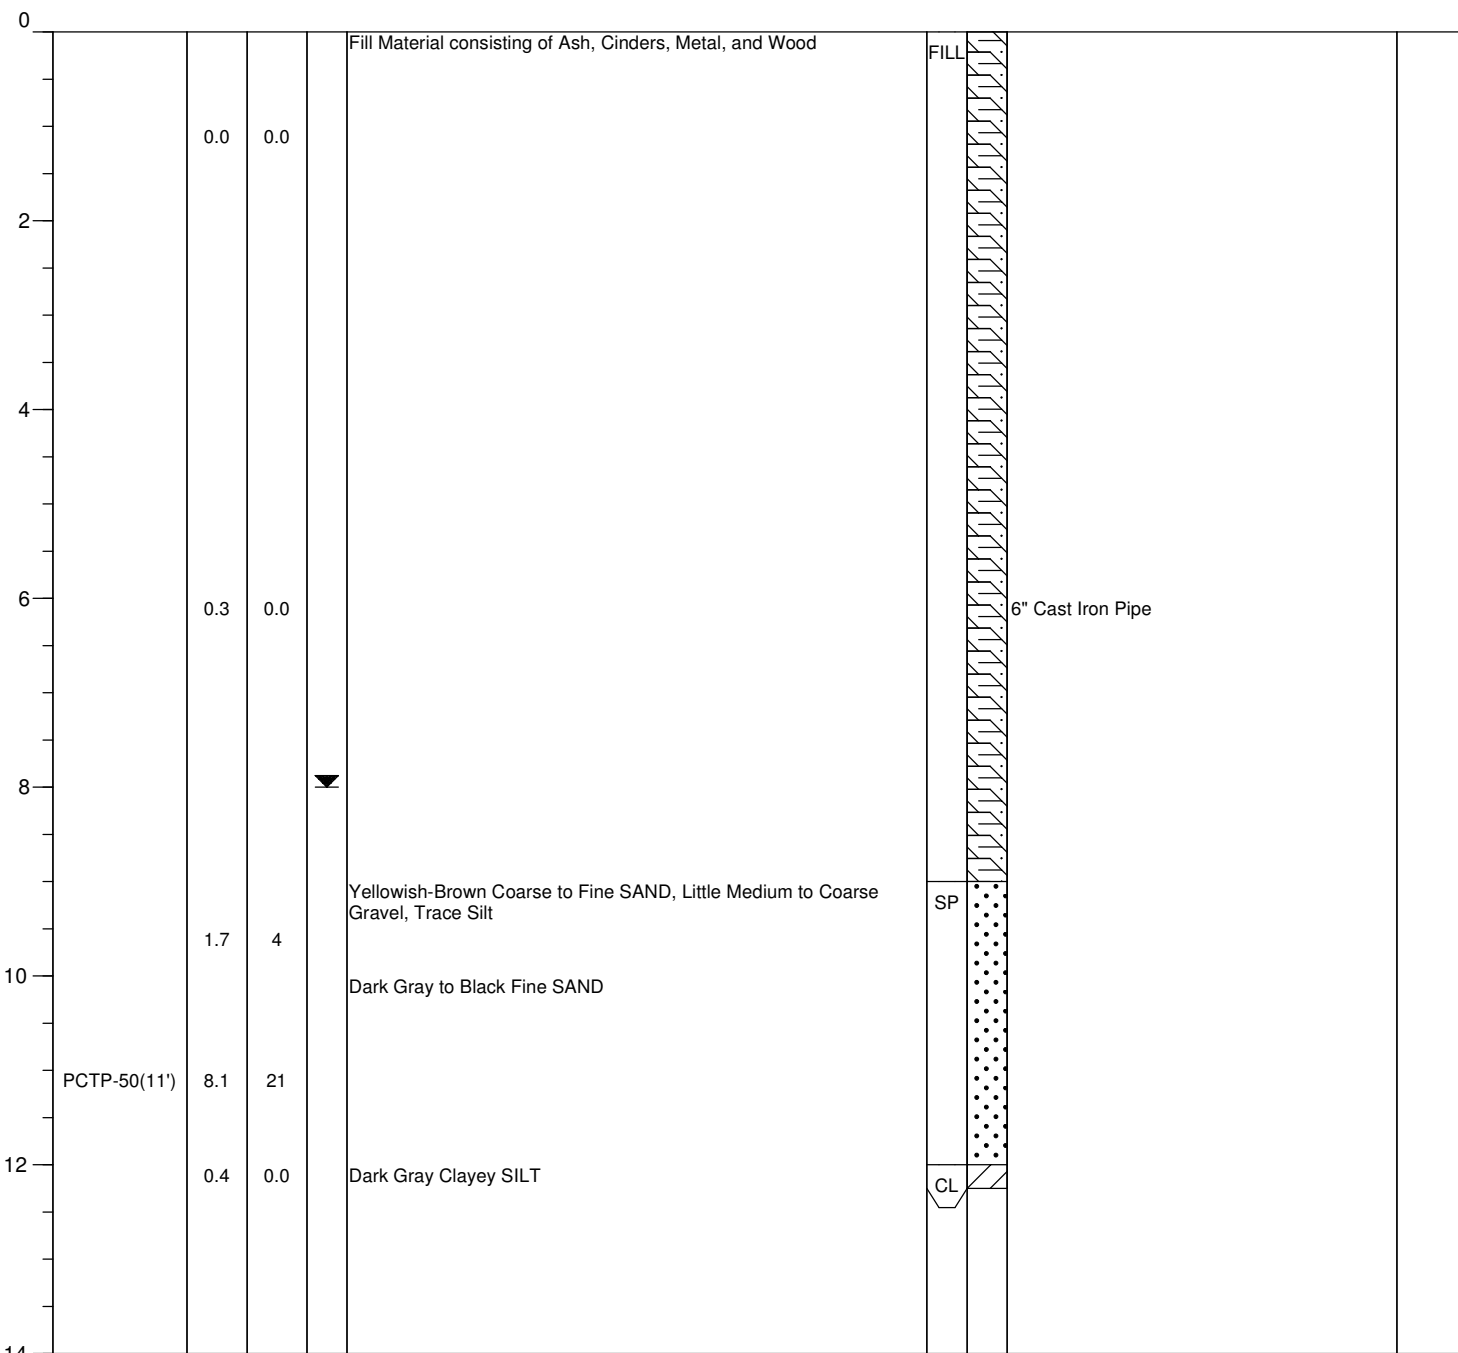 0
Fill Material consisting of Ash, Cinders, Metal, and Wood
FILL
0.0 0.0
2
4
6 0.3 0.0 6" Cast Iron Pipe
8
Yellowish-Brown Coarse to Fine SAND, Little Medium to Coarse
Gravel, Trace Silt
SP
1.7 4
10
Dark Gray to Black Fine SAND
PCTP-50(11') 8.1 21
12
0.4 0.0 Dark Gray Clayey SILT
CL
14